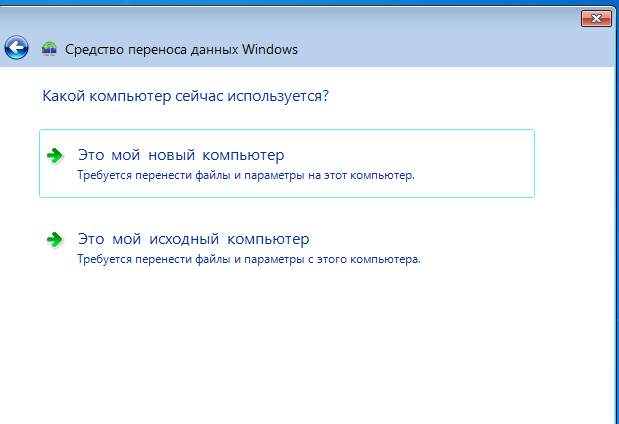 Средство переноса данных Windows
Какой компьютер сейчас используется?
Это мой новый компьютер
Требуется перенести файлы и параметры на этот компьютер.
Это мой исходный компьютер
Требуется перенести файлы и параметры с этого компьютера.